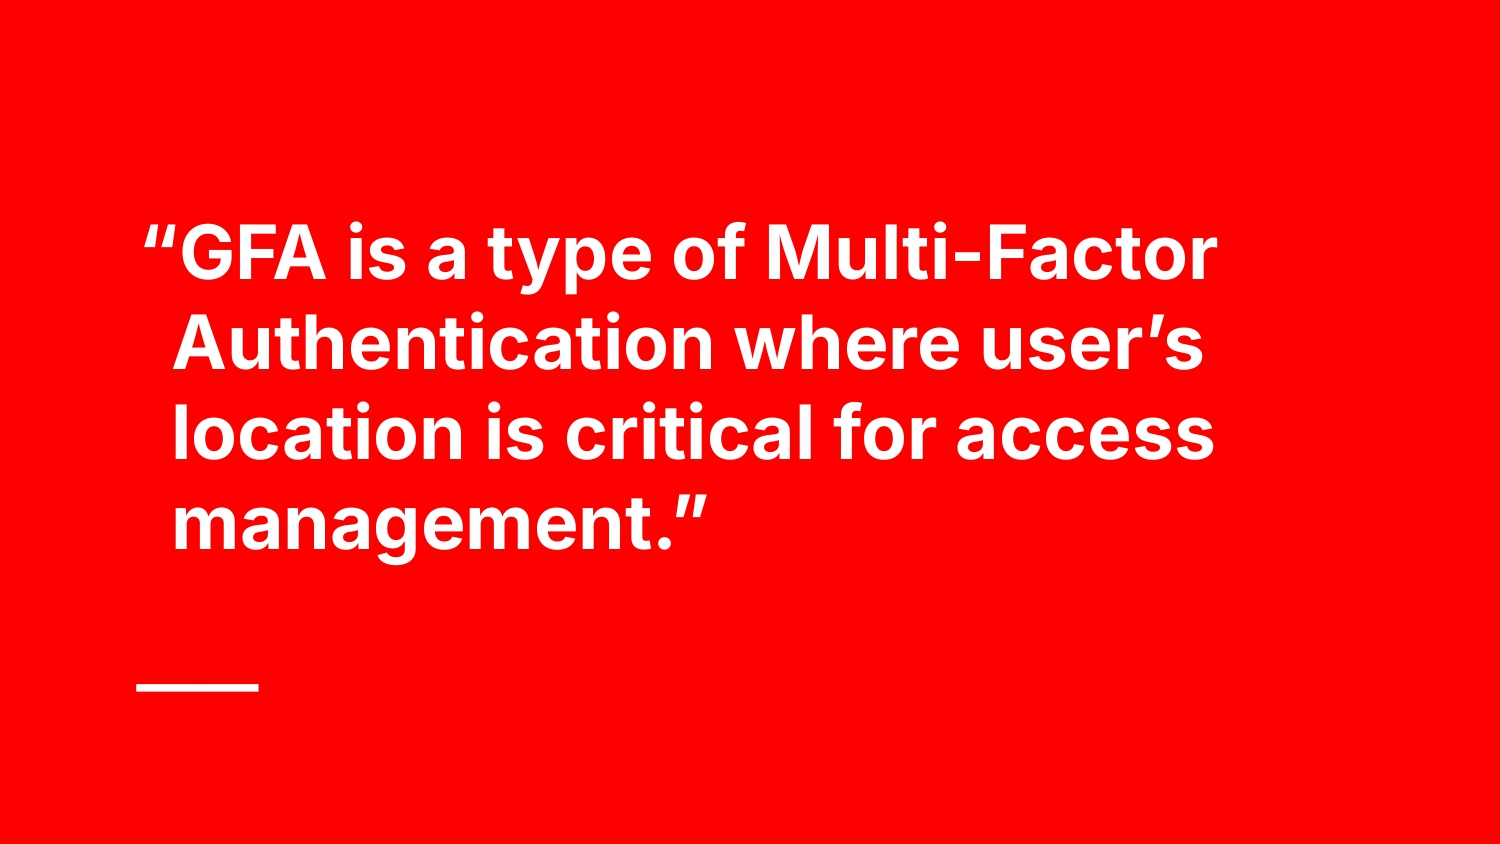 “GFA is a type of Multi-Factor
Authentication where user’s
location is critical for access
management.”